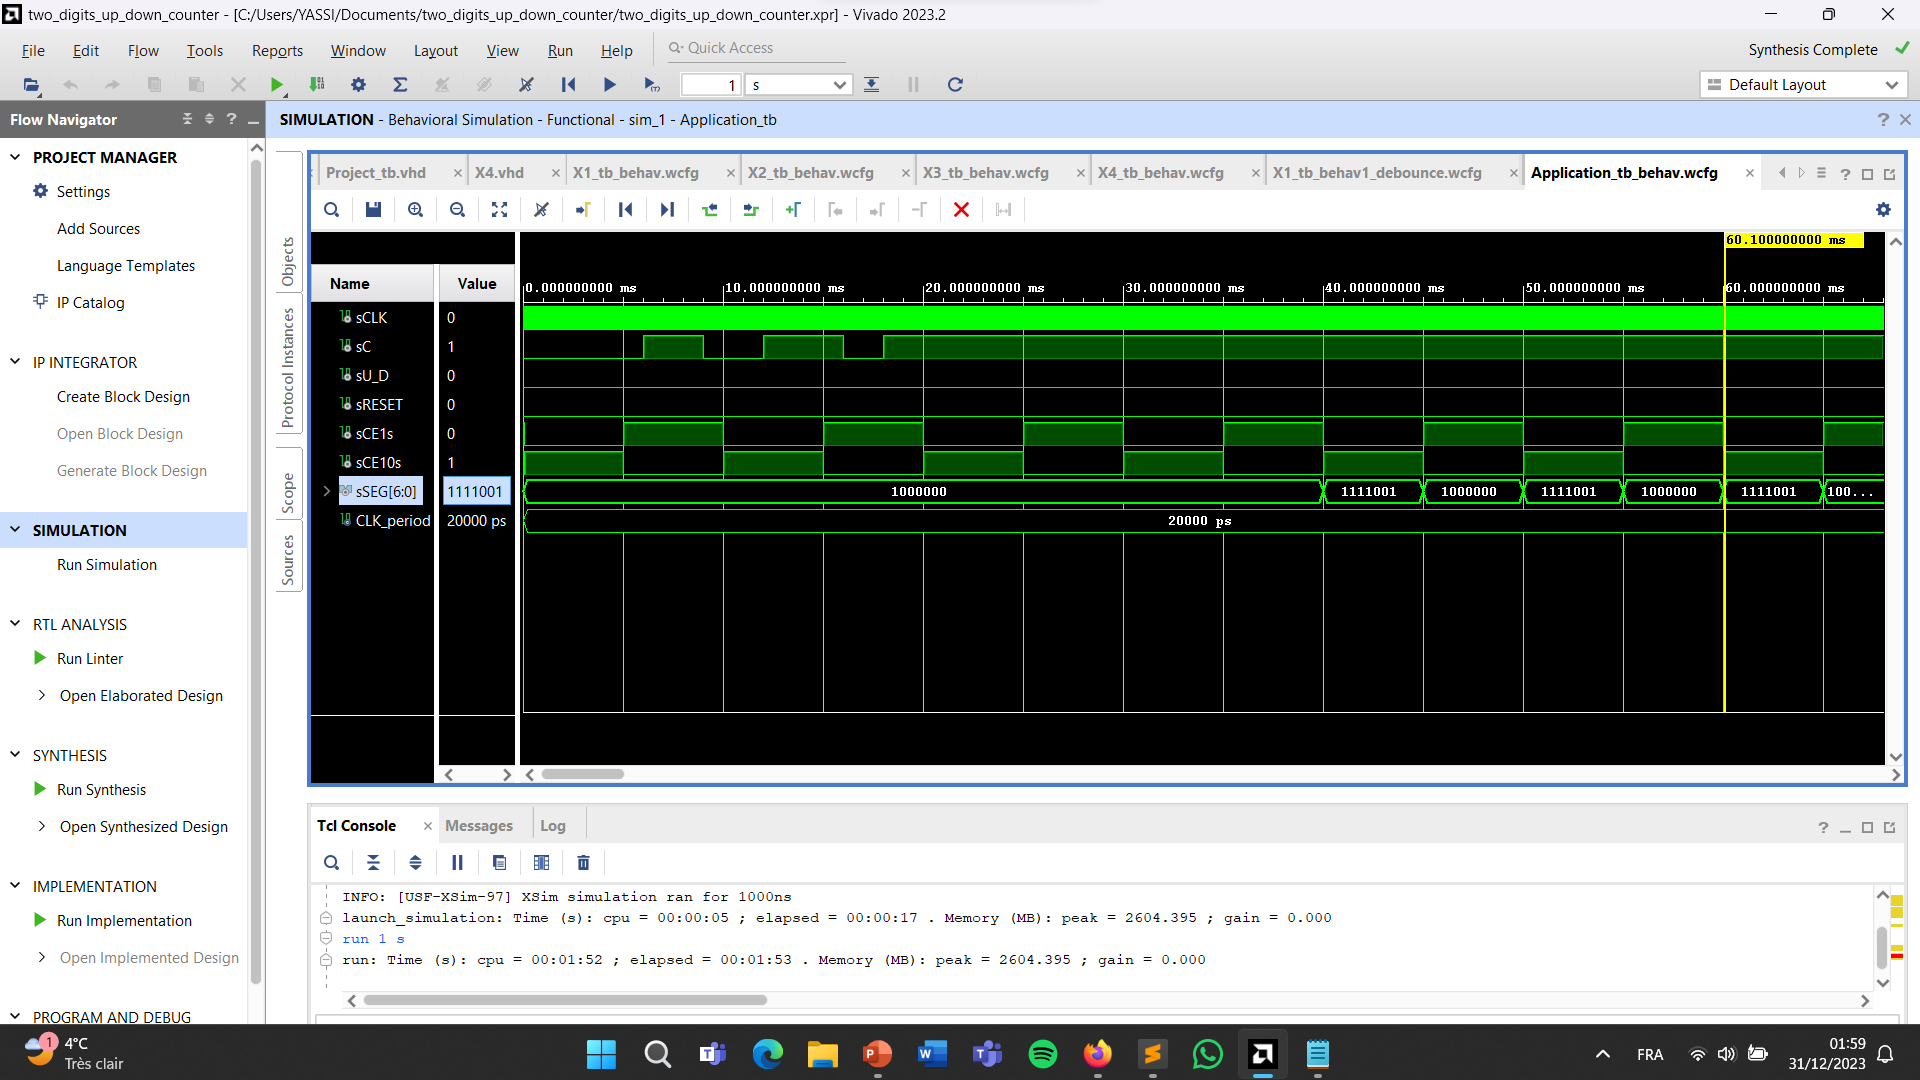 two_digits_up_down_counter - [C:/Users/YASSI/Documents/two_digits_up_down_counter/two_digits_up_down_counter.xpr] - Vivado 2023.2
File Edit Flow Tools Reports Window Layout View Run Help Quick Access Synthesis Complete
1 s Default Layout
Flow Navigator ? _
SIMULATION - Behavioral Simulation - Functional - sim_1 - Application_tb ? ×
PROJECT MANAGER
Settings
Add Sources
Language Templates
IP Catalog
IP INTEGRATOR
Create Block Design
Open Block Design
Generate Block Design
SIMULATION
Run Simulation
RTL ANALYSIS
Run Linter
Open Elaborated Design
SYNTHESIS
Run Synthesis
Open Synthesized Design
IMPLEMENTATION
Run Implementation
Open Implemented Design
PROGRAM AND DEBUG
Objects
Protocol Instances
Scope
Sources
Project_tb.vhd × X4.vhd × X1_tb_behav.wcfg × X2_tb_behav.wcfg × X3_tb_behav.wcfg × X4_tb_behav.wcfg × X1_tb_behav1_debounce.wcfg × Application_tb_behav.wcfg ×
60.100000000 ms
Name Value 0.000000000 ms 10.000000000 ms 20.000000000 ms 30.000000000 ms 40.000000000 ms 50.000000000 ms 60.000000000 ms
sCLK 0
sC 1
sU_D 0
sRESET 0
sCE1s 0
sCE10s 1
sSEG[6:0] 1111001 1000000 1111001 1000000 1111001 1000000 1111001 100...
CLK_period 20000 ps 20000 ps
Tcl Console × Messages Log
INFO: [USF-XSim-97] XSim simulation ran for 1000ns
launch_simulation: Time (s): cpu = 00:00:05 ; elapsed = 00:00:17 . Memory (MB): peak = 2604.395 ; gain = 0.000
run 1 s
run: Time (s): cpu = 00:01:52 ; elapsed = 00:01:53 . Memory (MB): peak = 2604.395 ; gain = 0.000
1 4°C
Très clair
FRA
01:59
31/12/2023